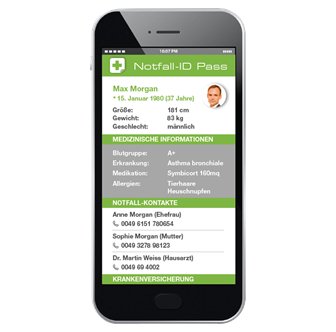 16:07 PM
Notfall-ID Pass
Max Morgan
* 15. Januar 1980 (37 Jahre)
Größe: 181 cm
Gewicht: 83 kg
Geschlecht: männlich
MEDIZINISCHE INFORMATIONEN
Blutgruppe: A+
Erkrankung: Asthma bronchiale
Medikation: Symbicort 160mq
Allergien: Tierhaare
Heuschnupfen
NOTFALL-KONTAKTE
Anne Morgan (Ehefrau)
0049 6151 780654
Sophie Morgan (Mutter)
0049 3278 98123
Dr. Martin Weiss (Hausarzt)
0049 69 4002
KRANKENVERSICHERUNG